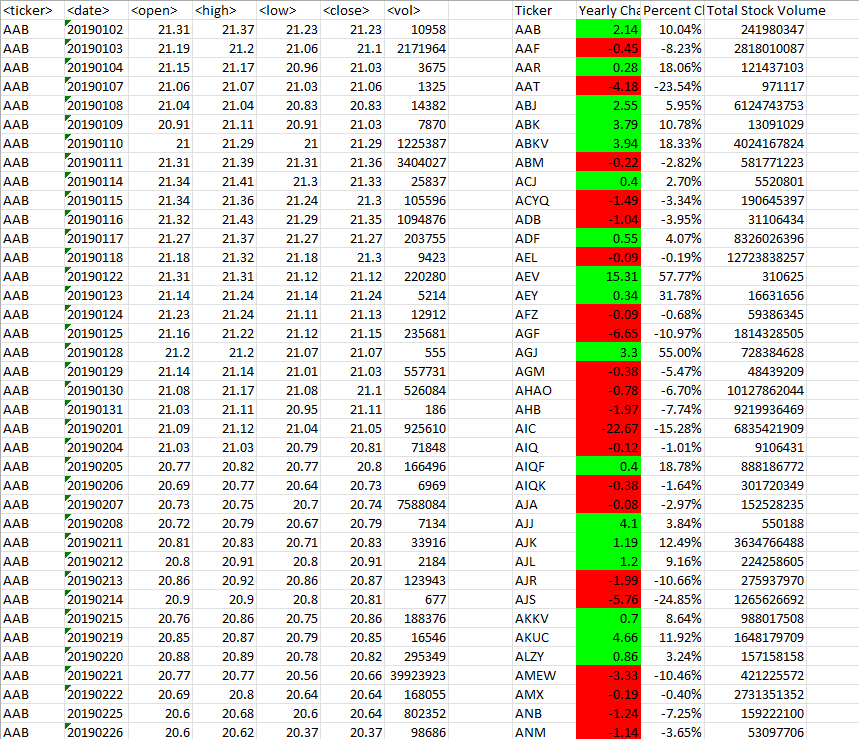 <ticker> <date> <open> <high> <low> <close> <vol> Ticker Yearly Cha Percent C Total Stock Volume
AAB 20190102 21.31 21.37 21.23 21.23 10958 AAB 2.14 10.04% 241980347
AAB 20190103 21.19 21.2 21.06 21.1 2171964 AAF -0.45 -8.23% 2818010087
AAB 20190104 21.15 21.17 20.96 21.03 3675 AAR 0.28 18.06% 121437103
AAB 20190107 21.06 21.07 21.03 21.06 1325 AAT -4.18 -23.54% 971117
AAB 20190108 21.04 21.04 20.83 20.83 14382 ABJ 2.55 5.95% 6124743753
AAB 20190109 20.91 21.11 20.91 21.03 7870 ABK 3.79 10.78% 13091029
AAB 20190110 21 21.29 21 21.29 1225387 ABKV 3.94 18.33% 4024167824
AAB 20190111 21.31 21.39 21.31 21.36 3404027 ABM -0.22 -2.82% 581771223
AAB 20190114 21.34 21.41 21.3 21.33 25837 ACJ 0.4 2.70% 5520801
AAB 20190115 21.34 21.36 21.24 21.3 105596 ACYQ -1.49 -3.34% 190645397
AAB 20190116 21.32 21.43 21.29 21.35 1094876 ADB -1.04 -3.95% 31106434
AAB 20190117 21.27 21.37 21.27 21.27 203755 ADF 0.55 4.07% 8326026396
AAB 20190118 21.18 21.32 21.18 21.3 9423 AEL -0.09 -0.19% 12723838257
AAB 20190122 21.31 21.31 21.12 21.12 220280 AEV 15.31 57.77% 310625
AAB 20190123 21.14 21.24 21.14 21.24 5214 AEY 0.34 31.78% 16631656
AAB 20190124 21.23 21.24 21.11 21.13 12912 AFZ -0.09 -0.68% 59386345
AAB 20190125 21.16 21.22 21.12 21.15 235681 AGF -6.65 -10.97% 1814328505
AAB 20190128 21.2 21.2 21.07 21.07 555 AGJ 3.3 55.00% 728384628
AAB 20190129 21.14 21.14 21.01 21.03 557731 AGM -0.38 -5.47% 48439209
AAB 20190130 21.08 21.17 21.08 21.1 526084 AHAO -0.78 -6.70% 10127862044
AAB 20190131 21.03 21.11 20.95 21.11 186 AHB -1.97 -7.74% 9219936469
AAB 20190201 21.09 21.12 21.04 21.05 925610 AIC -22.67 -15.28% 6835421909
AAB 20190204 21.03 21.03 20.79 20.81 71848 AIQ -0.12 -1.01% 9106431
AAB 20190205 20.77 20.82 20.77 20.8 166496 AIQF 0.4 18.78% 888186772
AAB 20190206 20.69 20.77 20.64 20.73 6969 AIQK -0.38 -1.64% 301720349
AAB 20190207 20.73 20.75 20.7 20.74 7588084 AJA -0.08 -2.97% 152528235
AAB 20190208 20.72 20.79 20.67 20.79 7134 AJJ 4.1 3.84% 550188
AAB 20190211 20.81 20.83 20.71 20.83 33916 AJK 1.19 12.49% 3634766488
AAB 20190212 20.8 20.91 20.8 20.91 2184 AJL 1.2 9.16% 224258605
AAB 20190213 20.86 20.92 20.86 20.87 123943 AJR -1.99 -10.66% 275937970
AAB 20190214 20.9 20.9 20.8 20.81 677 AJS -5.76 -24.85% 1265626692
AAB 20190215 20.76 20.86 20.75 20.86 188376 AKKV 0.7 8.64% 988017508
AAB 20190219 20.85 20.87 20.79 20.85 16546 AKUC 4.66 11.92% 1648179709
AAB 20190220 20.88 20.89 20.78 20.82 295349 ALZY 0.86 3.24% 157158158
AAB 20190221 20.77 20.77 20.56 20.66 39923923 AMEW -3.33 -10.46% 421225572
AAB 20190222 20.69 20.8 20.64 20.64 168055 AMX -0.19 -0.40% 2731351352
AAB 20190225 20.6 20.68 20.6 20.64 802352 ANB -1.24 -7.25% 159222100
AAB 20190226 20.6 20.62 20.37 20.37 98686 ANM -1.14 -3.65% 53097706